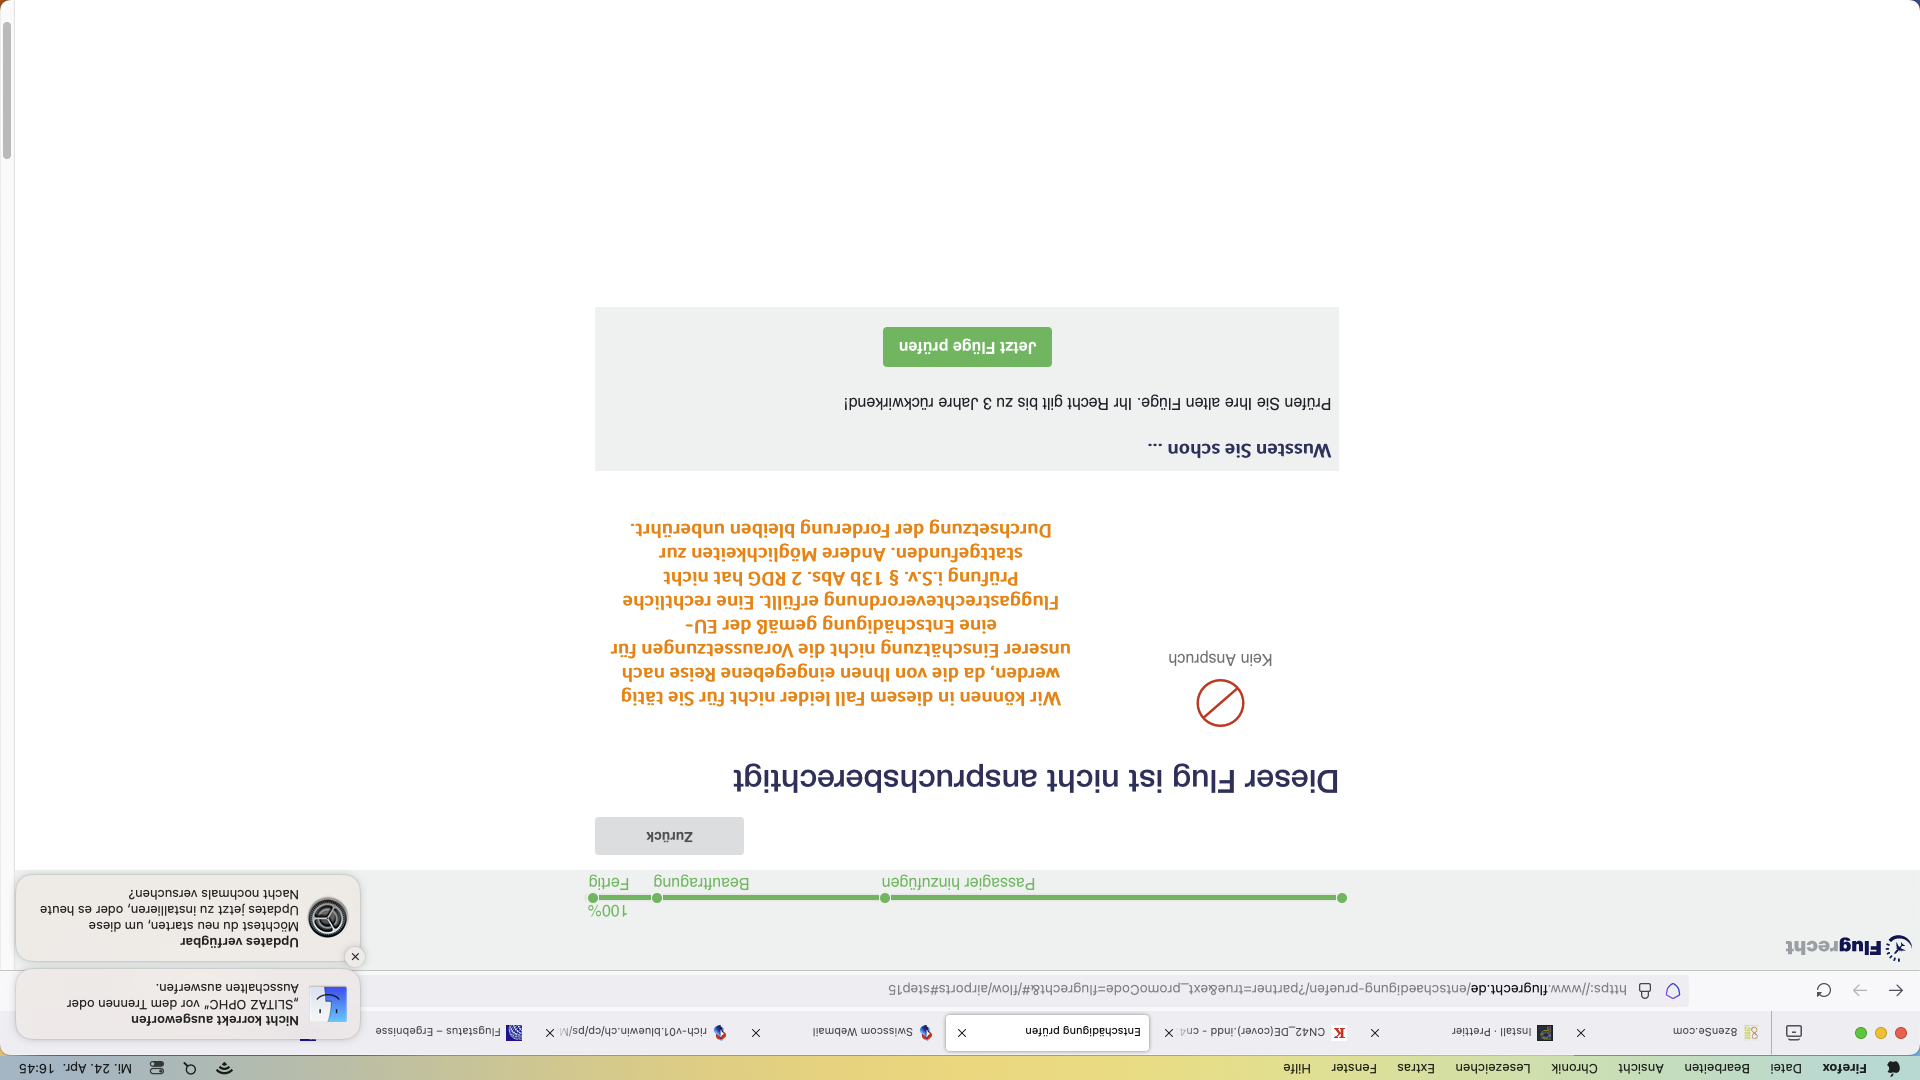 Firefox Datei Bearbeiten Ansicht Chronik Lesezeichen Extras Fenster Hilfe
Mi. 24. Apr. 16:45
8zenSe.com
Install · Prettier
CN42_DE(cover).indd - cn4
Entschädigung prüfen
Swisscom Webmail
rich-v01.bluewin.ch/cp/ps/M
Flugstatus – Ergebnisse
https://www.flugrecht.de/entschaedigung-pruefen/?partner=true&ext_promoCode=flugrecht&#/flow/airports#step15
Nicht korrekt ausgeworfen
„SLITAZ OPHC“ vor dem Trennen oder
Ausschalten auswerfen.
Updates verfügbar
Möchtest du neu starten, um diese
Updates jetzt zu installieren, oder es heute
Nacht nochmals versuchen?
Flugrecht
100%
Passagier hinzufügen
Beauftragung
Fertig
Zurück
Dieser Flug ist nicht anspruchsberechtigt
Kein Anspruch
Wir können in diesem Fall leider nicht für Sie tätig
werden, da die von Ihnen eingegebene Reise nach
unserer Einschätzung nicht die Voraussetzungen für
eine Entschädigung gemäß der EU-
Fluggastrechteverordnung erfüllt. Eine rechtliche
Prüfung i.S.v. § 13b Abs. 2 RDG hat nicht
stattgefunden. Andere Möglichkeiten zur
Durchsetzung der Forderung bleiben unberührt.
Wussten Sie schon ...
Prüfen Sie Ihre alten Flüge. Ihr Recht gilt bis zu 3 Jahre rückwirkend!
Jetzt Flüge prüfen